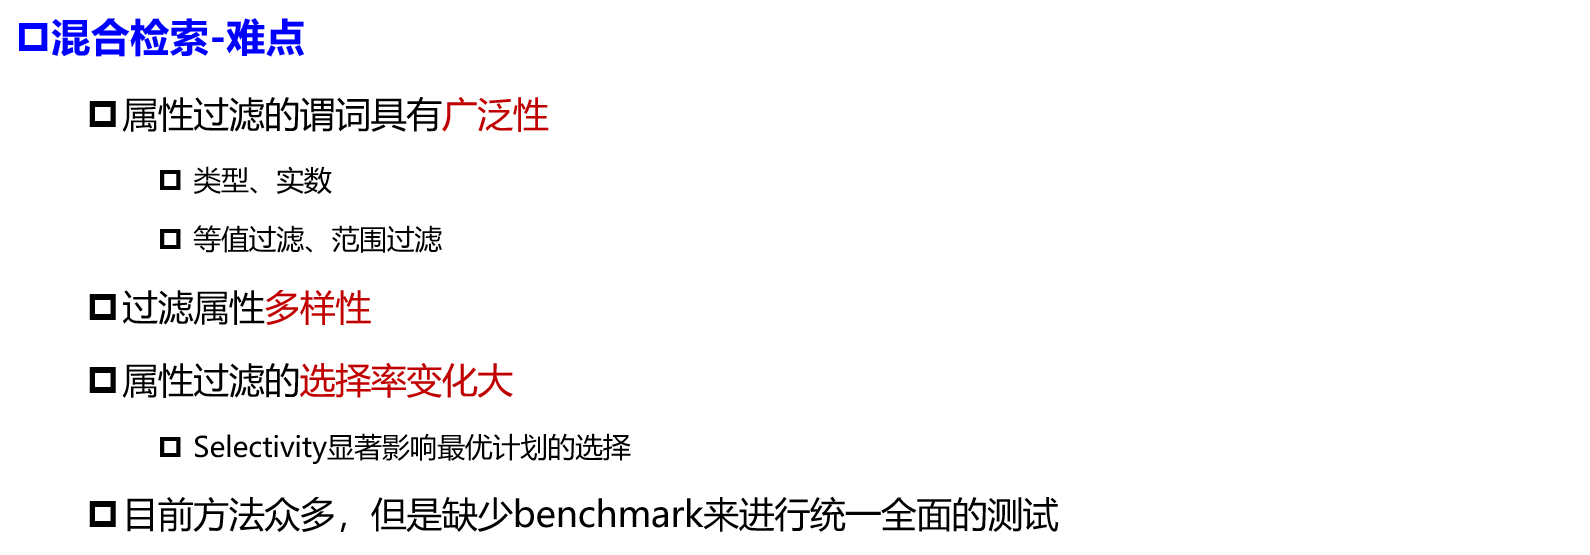 混合检索-难点
属性过滤的谓词具有广泛性
类型、实数
等值过滤、范围过滤
过滤属性多样性
属性过滤的选择率变化大
Selectivity显著影响最优计划的选择
目前方法众多，但是缺少benchmark来进行统一全面的测试